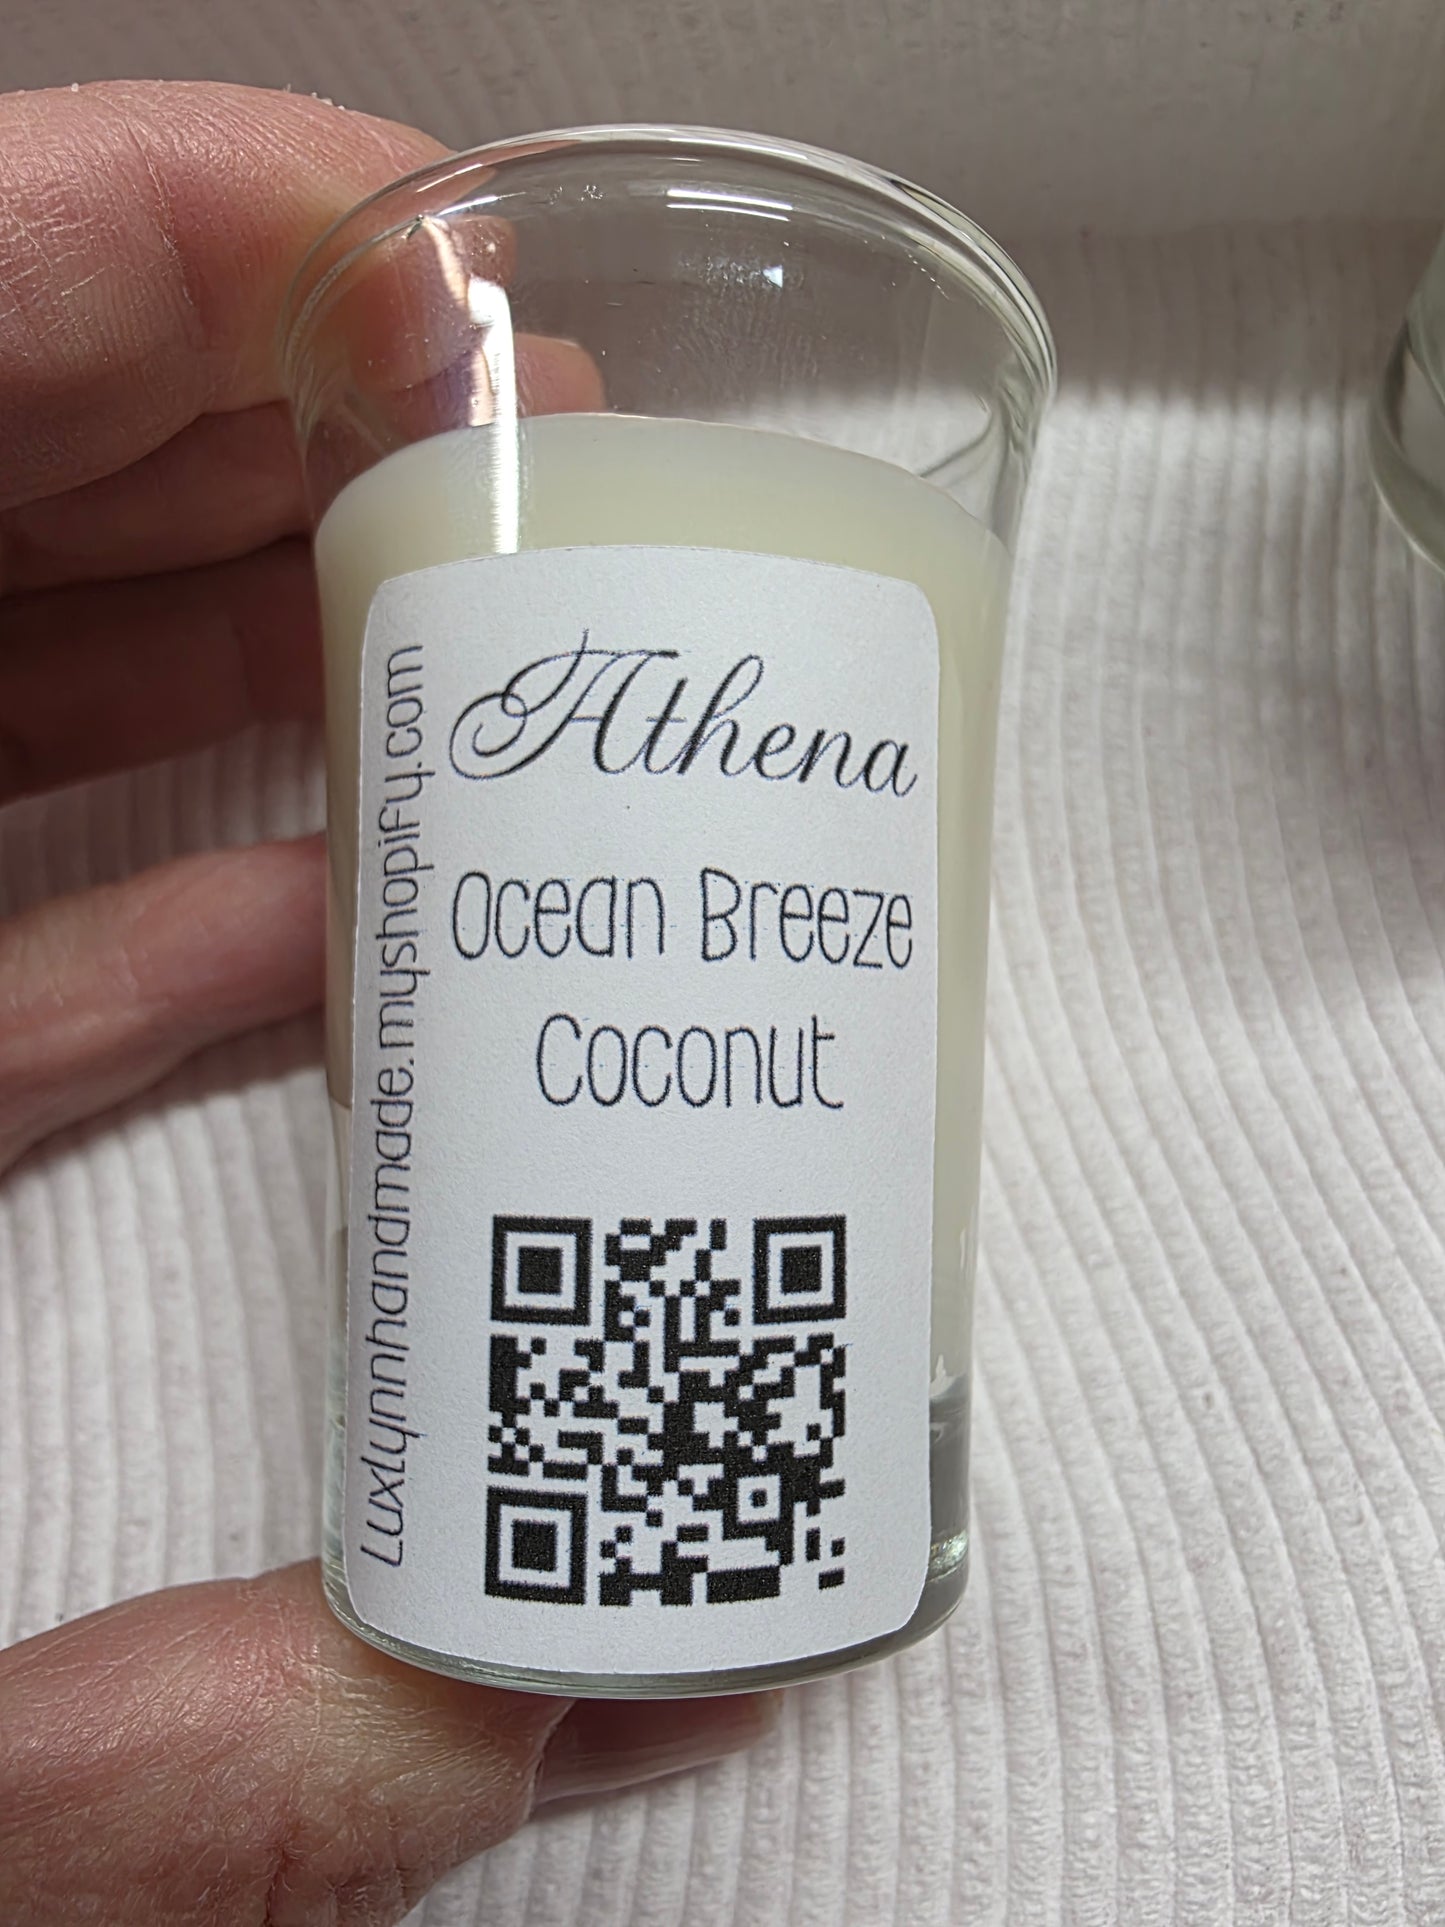 Athena
Ocean Breeze
Coconut
Luxlynnhandmade.myshopify.com